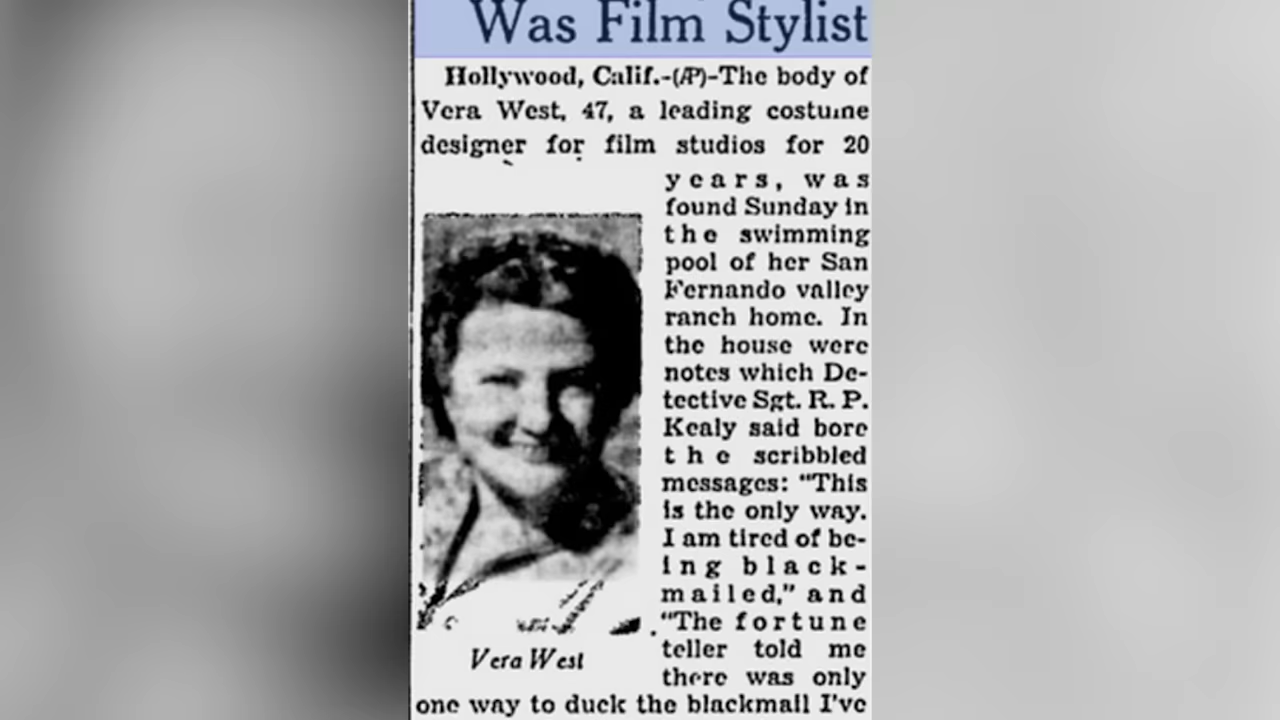 Was Film Stylist
Hollywood, Calif.-(AP)-The body of
Vera West, 47, a leading costume
designer for film studios for 20
years, was
found Sunday in
the swimming
pool of her San
Fernando valley
ranch home. In
the house were
notes which De-
tective Sgt. R. P.
Kealy said bore
the scribbled
messages: "This
is the only way.
I am tired of be-
ing black-
mailed," and
"The fortune
teller told me
there was only
one way to duck the blackmail I've
Vera West